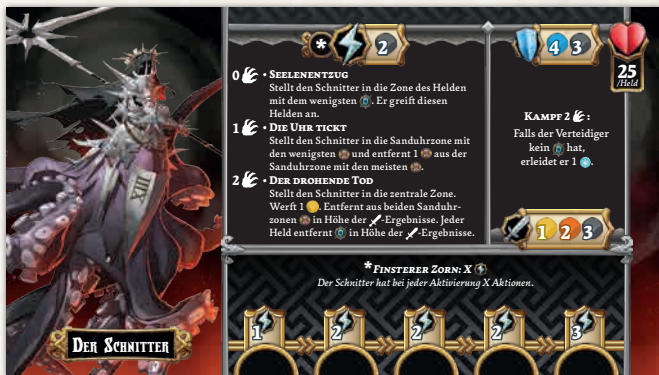 * 2
4 3
25
/Held
0 • Seelenentzug
Stellt den Schnitter in die Zone des Helden
mit dem wenigsten . Er greift diesen
Helden an.
1 • Die Uhr tickt
Stellt den Schnitter in die Sanduhrzone mit
den wenigsten und entfernt 1 aus der
Sanduhrzone mit den meisten .
2 • Der drohende Tod
Stellt den Schnitter in die zentrale Zone.
Werft 1 . Entfernt aus beiden Sanduhr-
zonen in Höhe der -Ergebnisse. Jeder
Held entfernt in Höhe der -Ergebnisse.
Kampf 2 :
Falls der Verteidiger
kein hat,
erleidet er 1 .
1 2 3
* Finsterer Zorn: X
Der Schnitter hat bei jeder Aktivierung X Aktionen.
1 2 2 2 3
XIII
Der Schnitter